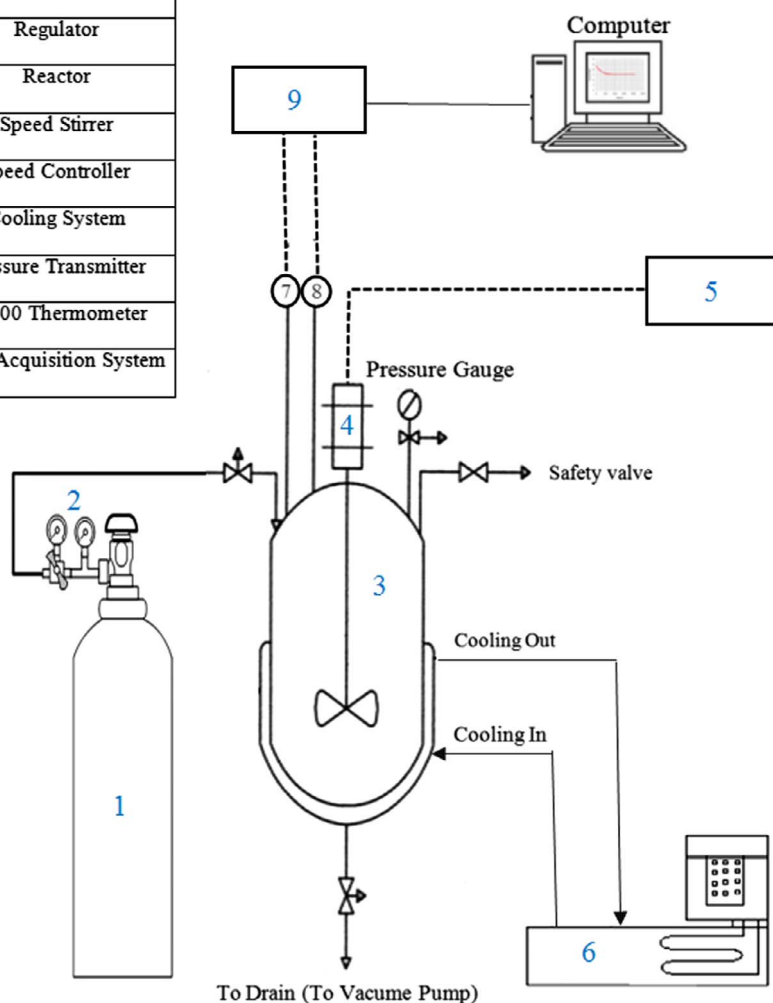 Regulator
Reactor
Speed Stirrer
peed Controller
Cooling System
ssure Transmitter
00 Thermometer
Acquisition System
Computer
9
7
8
5
Pressure Gauge
4
Safety valve
2
3
Cooling Out
Cooling In
1
6
To Drain (To Vacume Pump)